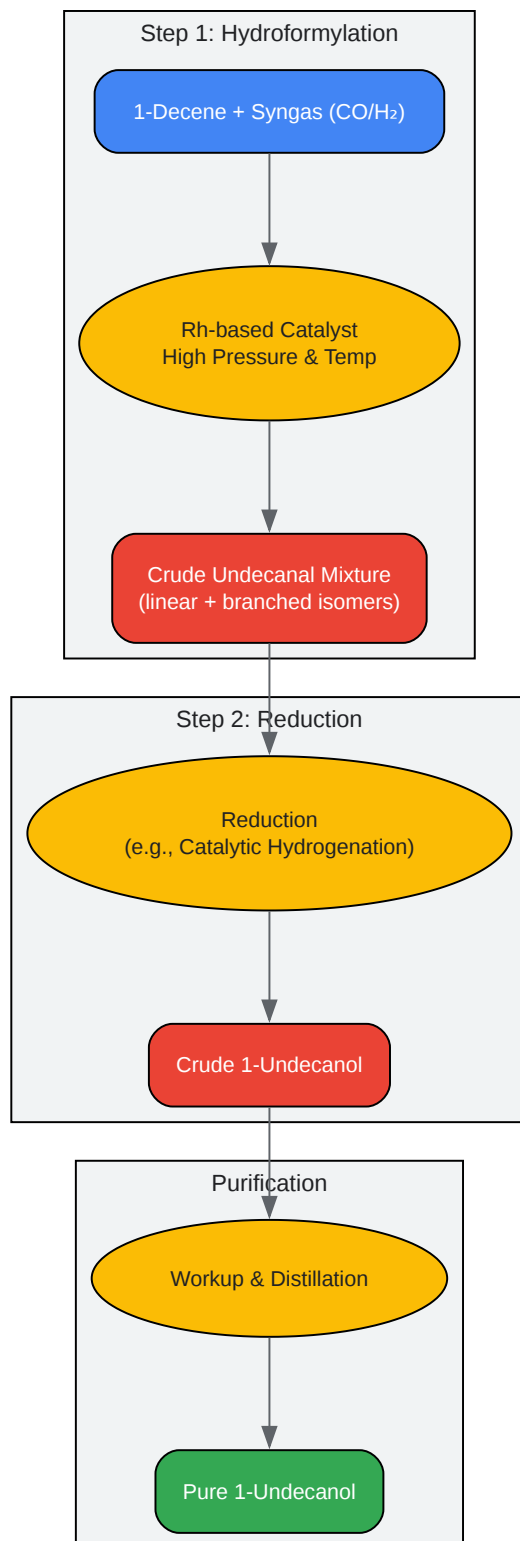 Step 1: Hydroformylation
1-Decene + Syngas (CO/H₂)
Rh-based Catalyst
High Pressure & Temp
Crude Undecanal Mixture
(linear + branched isomers)
Step 2: Reduction
Reduction
(e.g., Catalytic Hydrogenation)
Crude 1-Undecanol
Purification
Workup & Distillation
Pure 1-Undecanol